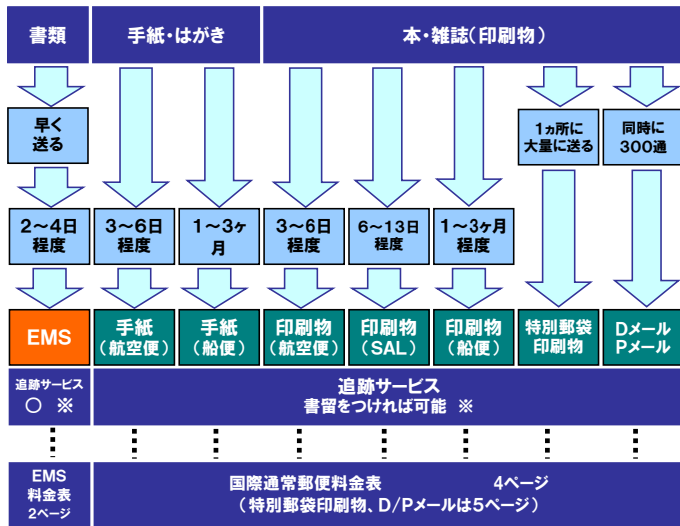 書類
手紙・はがき
本・雑誌(印刷物)
早く
送る
1ヵ所に
大量に送る
同時に
300通
2〜4日
程度
3〜6日
程度
1〜3ヶ
月
3〜6日
程度
6〜13日
程度
1〜3ヶ月
程度
EMS
手紙
(航空便)
手紙
(船便)
印刷物
(航空便)
印刷物
(SAL)
印刷物
(船便)
特別郵袋
印刷物
Dメール
Pメール
追跡サービス
○ ※
追跡サービス
書留をつければ可能 ※
EMS
料金表
2ページ
国際通常郵便料金表 4ページ
(特別郵袋印刷物、D/Pメールは5ページ)